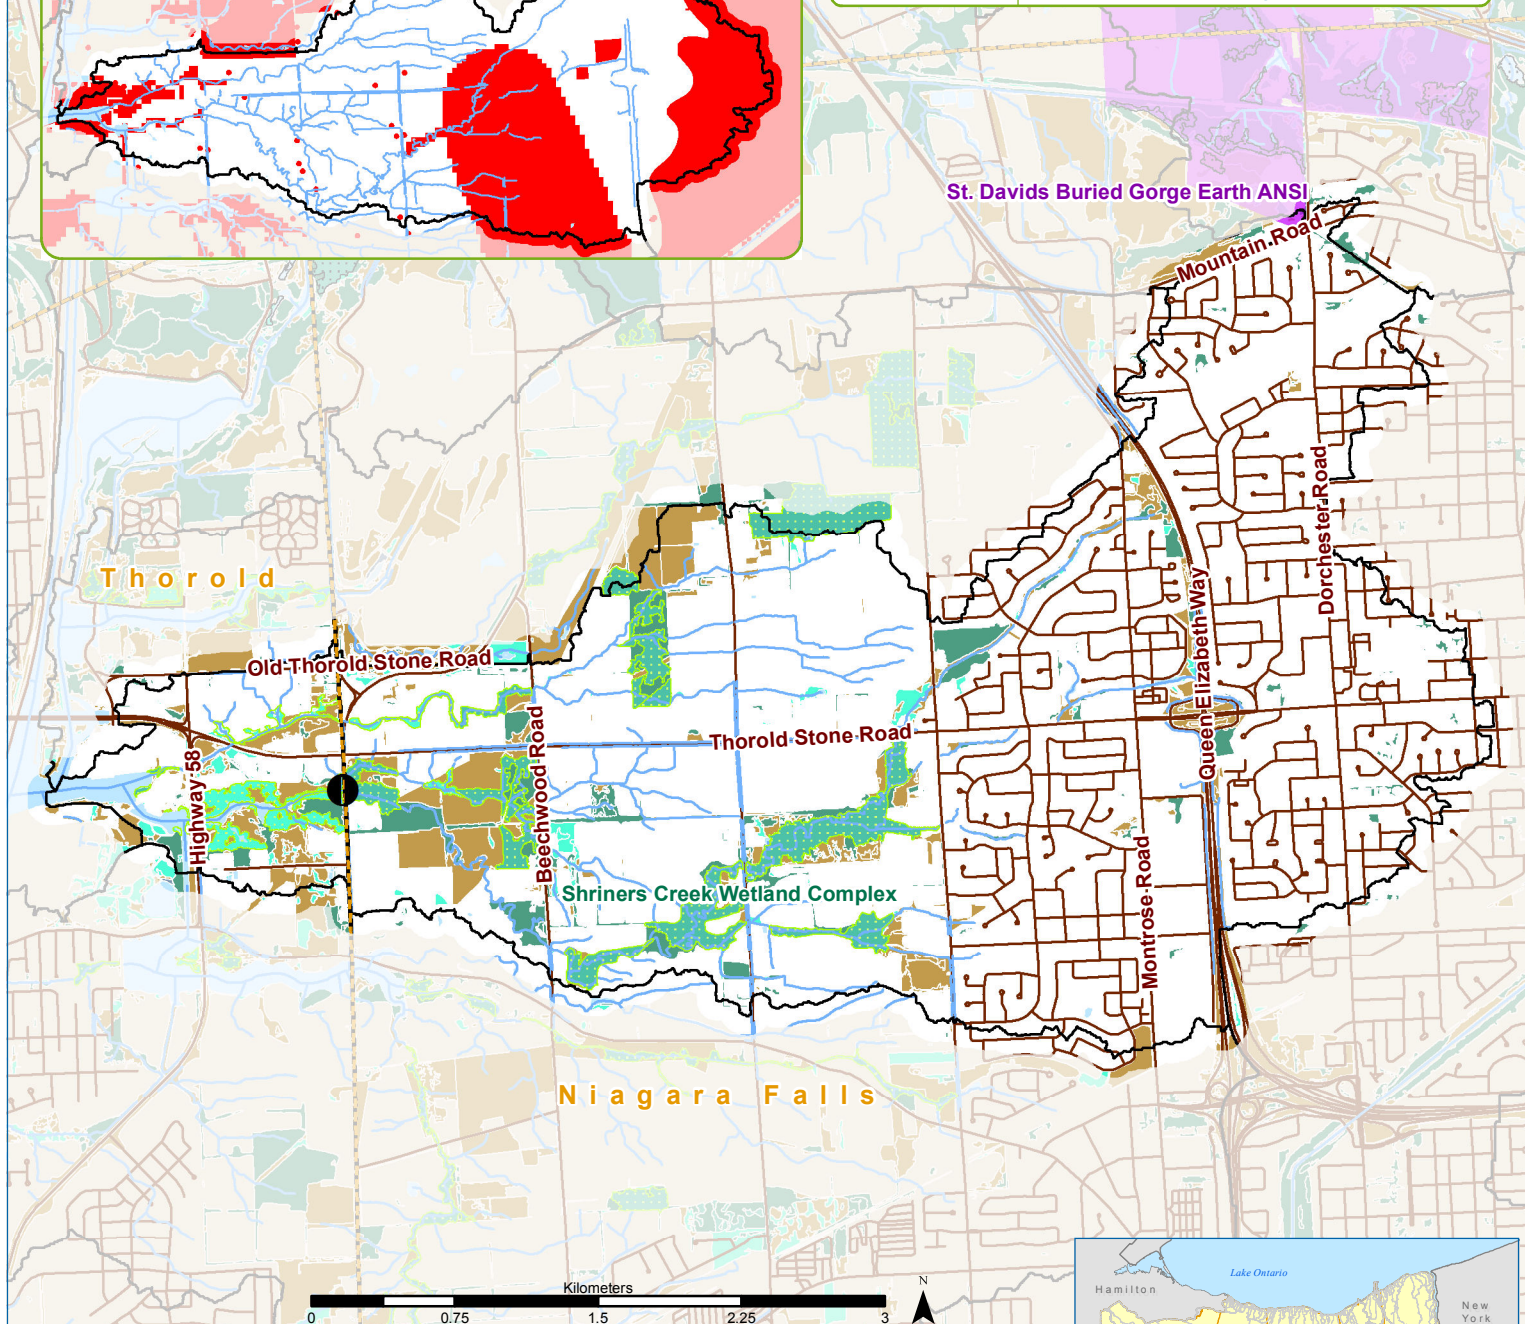 St. Davids Buried Gorge Earth ANSI
Mountain Road
Dorchester Road
Thorold
Old Thorold Stone Road
Queen Elizabeth Way
Thorold Stone Road
Beechwood Road
Highway 58
Shriners Creek Wetland Complex
Montrose Road
Niagara Falls
Kilometers
0 0.75 1.5 2.25 3
N
Lake Ontario
Hamilton
New
York